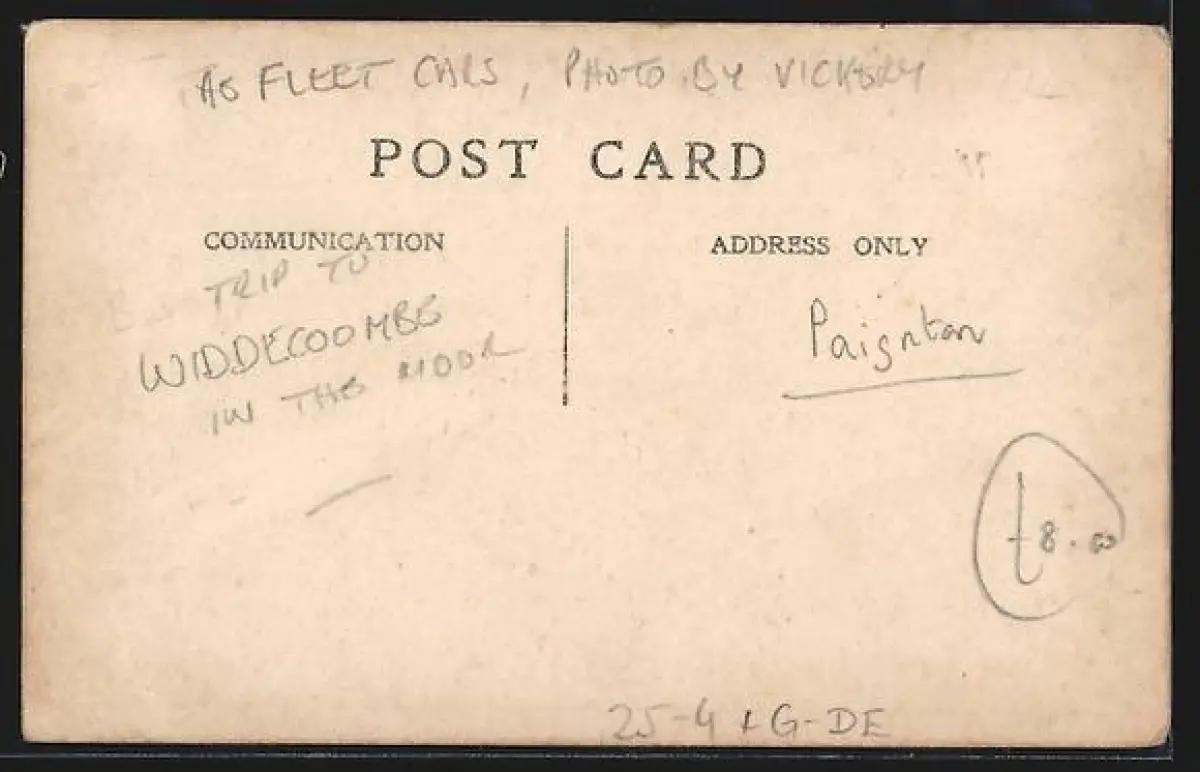 AG FLEET CARS, PHOTO BY VICKERY
POST CARD
COMMUNICATION
ADDRESS ONLY
TRIP TO
WIDDECOOMBE
IN THE MOOR
Paignton
£8.00
25-4 + G-DE